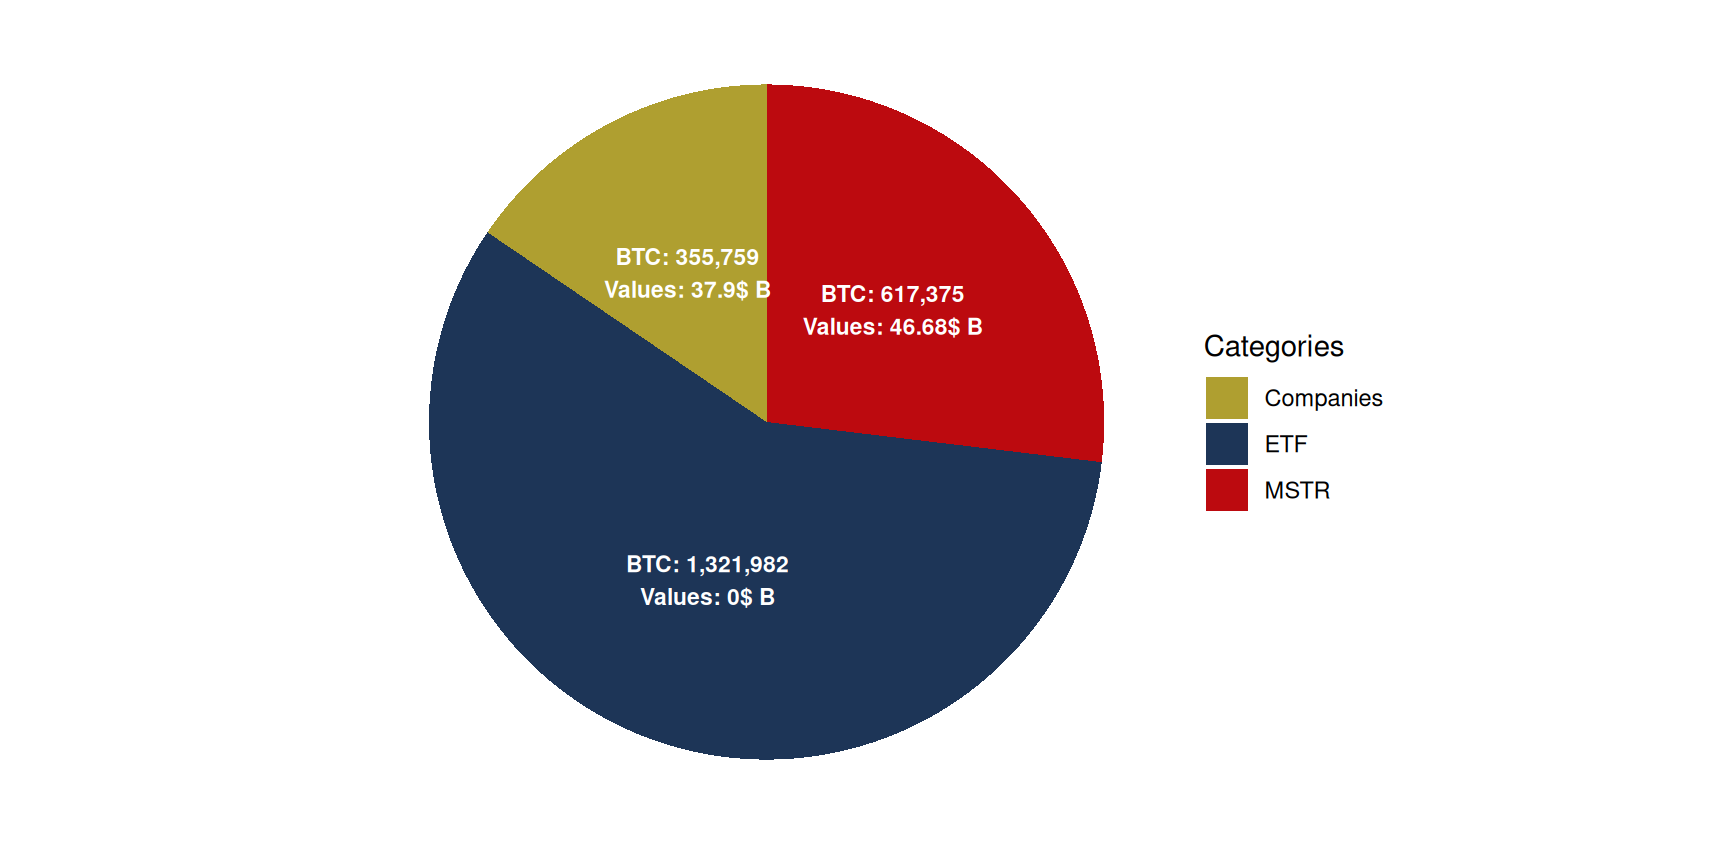 BTC: 355,759
Values: 37.9$ B
BTC: 617,375
Values: 46.68$ B
BTC: 1,321,982
Values: 0$ B
Categories
Companies
ETF
MSTR